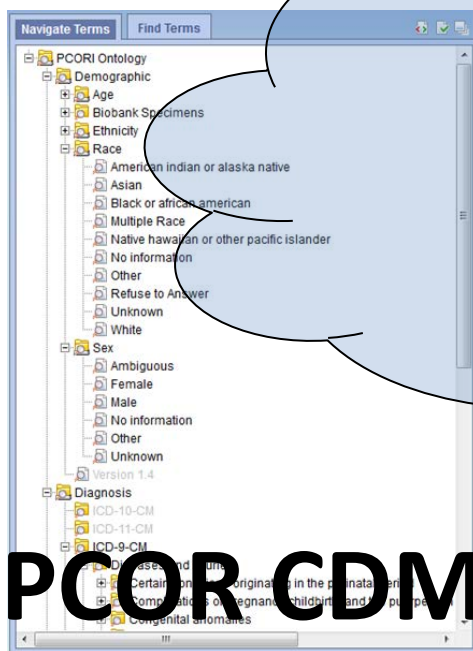 Navigate Terms Find Terms
PCORI Ontology
Demographic
Age
Biobank Specimens
Ethnicity
Race
American indian or alaska native
Asian
Black or african american
Multiple Race
Native hawaiian or other pacific islander
No information
Other
Refuse to Answer
Unknown
White
Sex
Ambiguous
Female
Male
No information
Other
Unknown
Version 1.4
Diagnosis
ICD-10-CM
ICD-11-CM
ICD-9-CM
PCOR CDM
originating in the
Congenital anomalies